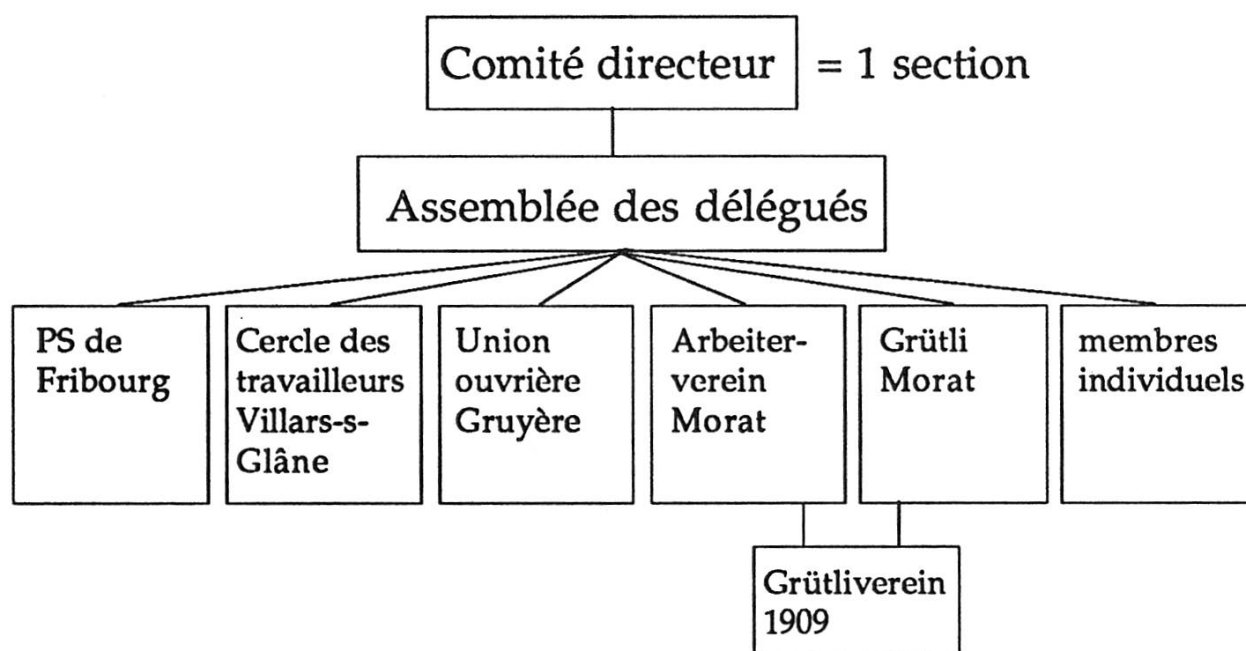 Comité directeur = 1 section
Assemblée des délégués
PS de
Fribourg
Cercle des
travailleurs
Villars-s-
Glâne
Union
ouvrière
Gruyère
Arbeiter-
verein
Morat
Grütli
Morat
membres
individuels
Grütliverein
1909